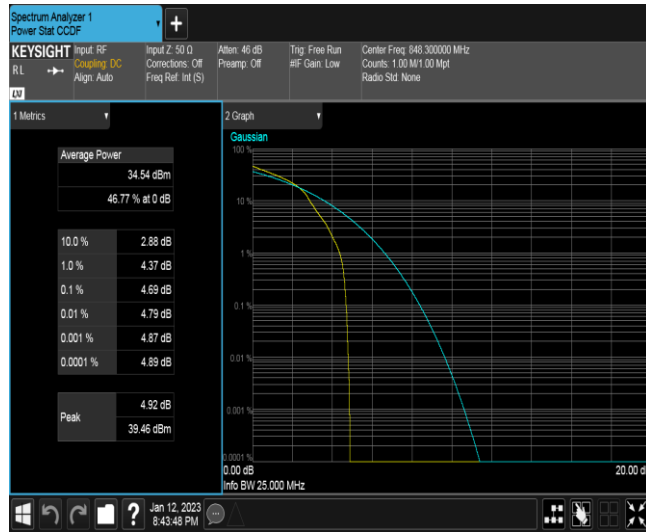 Spectrum Analyzer 1
Power Stat CCDF
+
KEYSIGHT
Input: RF
Input Z: 50 Ω
Atten: 46 dB
Trig: Free Run
Center Freq: 848.300000 MHz
RL
Coupling: DC
Corrections: Off
Preamp: Off
#IF Gain: Low
Counts: 1.00 M/1.00 Mpt
Align: Auto
Freq Ref: Int (S)
Radio Std: None
LXI
1 Metrics
2 Graph
Average Power
34.54 dBm
46.77 % at 0 dB
10.0 % 2.88 dB
1.0 % 4.37 dB
0.1 % 4.69 dB
0.01 % 4.79 dB
0.001 % 4.87 dB
0.0001 % 4.89 dB
Peak
4.92 dB
39.46 dBm
Gaussian
100 %
10 %
1 %
0.1 %
0.01 %
0.001 %
0.0001 %
0.00 dB
20.00 d
Info BW 25.000 MHz
?
Jan 12, 2023
8:43:48 PM